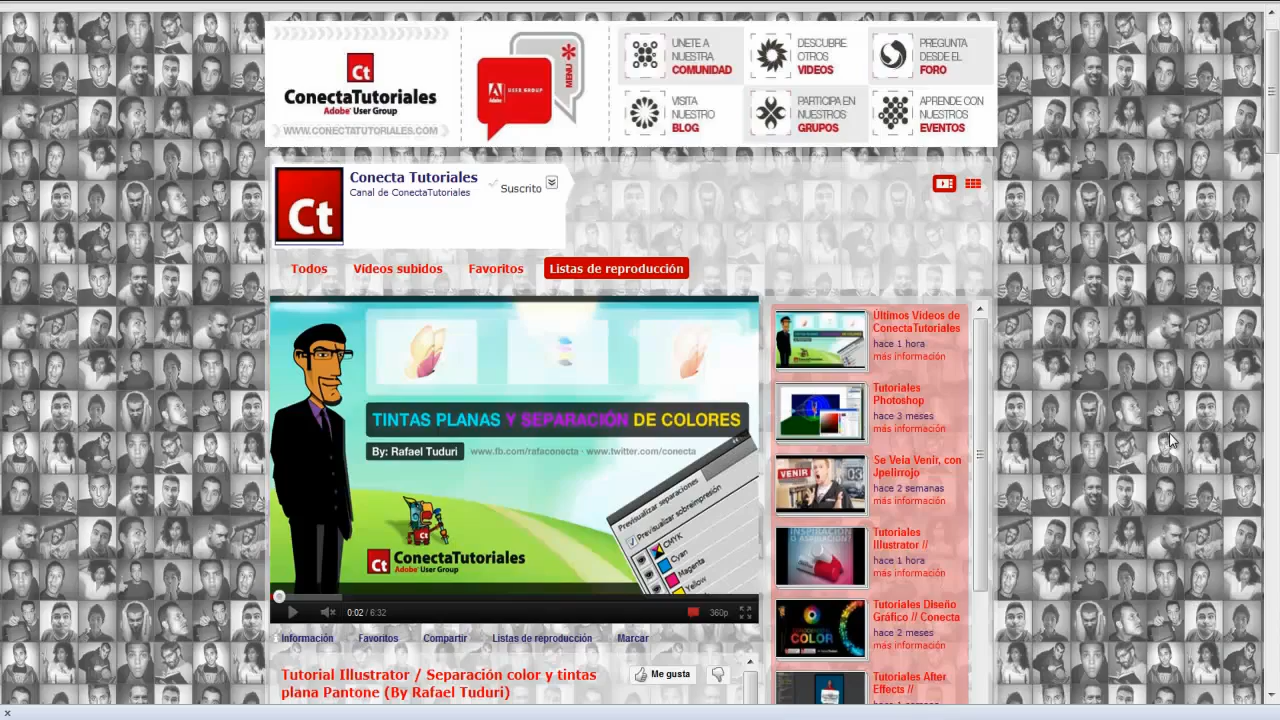 Ct
ConectaTutoriales
Adobe® User Group
WWW.CONECTATUTORIALES.COM
A USER GROUP
Adobe
MENU
*
UNETE A
NUESTRA
COMUNIDAD
DESCUBRE
OTROS
VIDEOS
PREGUNTA
DESDE EL
FORO
VISITA
NUESTRO
BLOG
PARTICIPA EN
NUESTROS
GRUPOS
APRENDE CON
NUESTROS
EVENTOS
Ct
Conecta Tutoriales
Canal de ConectaTutoriales
Suscrito
Todos
Vídeos subidos
Favoritos
Listas de reproducción
TINTAS PLANAS Y SEPARACIÓN DE COLORES
By: Rafael Tuduri
www.fb.com/rafaconecta - www.twitter.com/conecta
Previsualizar separaciones
Previsualizar sobreimpresión
CMYK
Cyan
Magenta
Yellow
Ct
Ct
ConectaTutoriales
Adobe® User Group
0:02 / 6:32
360p
Información
Favoritos
Compartir
Listas de reproducción
Marcar
Tutorial Illustrator / Separación color y tintas
plana Pantone (By Rafael Tuduri)
Me gusta
Últimos Vídeos de
ConectaTutoriales
hace 1 hora
más información
Tutoriales
Photoshop
hace 3 meses
más información
VENIR
03
Se Veía Venir, con
Jpelirrojo
hace 2 semanas
más información
INSPIRACIÓN
O ASPIRACIÓN?
Tutoriales
Illustrator //
hace 1 hora
más información
COLOR
Tutoriales Diseño
Gráfico // Conecta
hace 2 meses
más información
Tutoriales After
Effects //